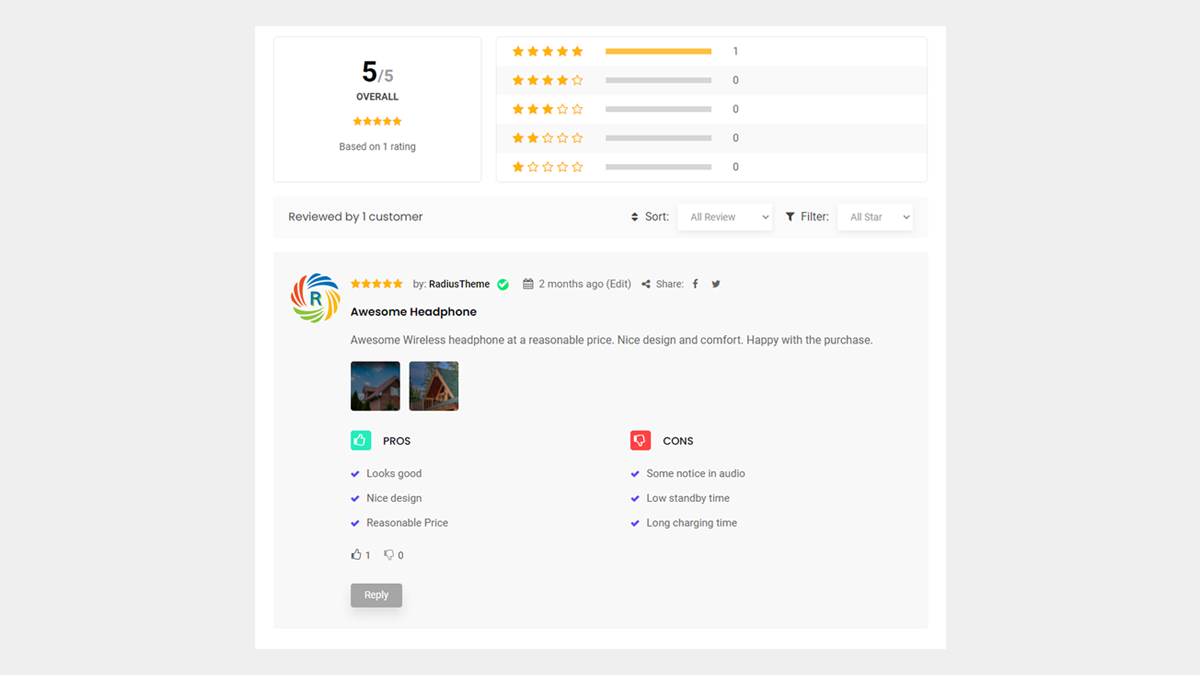 5/5
OVERALL
Based on 1 rating
1
0
0
0
0
Reviewed by 1 customer
Sort: All Review Filter: All Star
R
by: RadiusTheme 2 months ago (Edit) Share:
Awesome Headphone
Awesome Wireless headphone at a reasonable price. Nice design and comfort. Happy with the purchase.
PROS
Looks good
Nice design
Reasonable Price
CONS
Some notice in audio
Low standby time
Long charging time
1 0
Reply